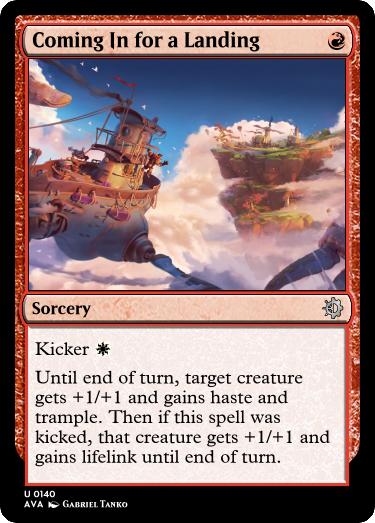 Coming In for a Landing
Sorcery
Kicker
Until end of turn, target creature
gets +1/+1 and gains haste and
trample. Then if this spell was
kicked, that creature gets +1/+1 and
gains lifelink until end of turn.
U 0140
AVA Gabriel Tanko